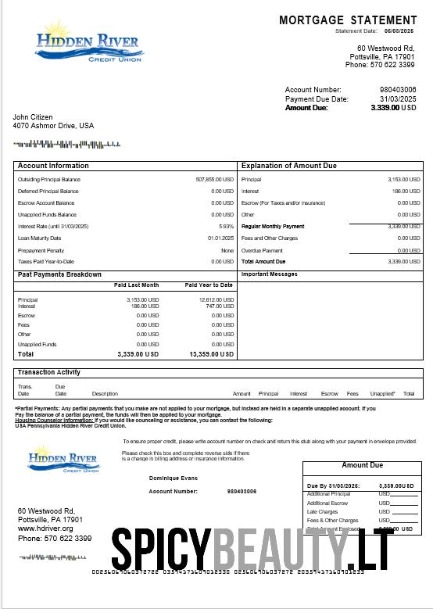 HIDDEN RIVER
CREDIT UNION
MORTGAGE STATEMENT
Statement Date: 06/03/2025
60 Westwood Rd,
Pottsville, PA 17901
Phone: 570 622 3399
Account Number: 980403006
Payment Due Date: 31/03/2025
Amount Due: 3.339.00 USD
John Citizen
4070 Ashmor Drive, USA
Account Information
Outsiding Principal Balance 507,855.00 USD
Deferred Principal Balance 0.00 USD
Escrow Account Balance 0.00 USD
Unapplied Funds Balance 0.00 USD
Interest Rate (until 31/03/2025) 5.93%
Loan Maturity Date 01.01.2025
Prepayment Penalty None
Taxes Paid Year-to-Date 0.00 USD
Explanation of Amount Due
Principal 3,153.00 USD
Interest 186.00 USD
Escrow (For Taxes and/or Insurance) 0.00 USD
Other 0.00 USD
Regular Monthly Payment 3,339.00 USD
Fees and Other Charges 0.00 USD
Overdue Payment 0.00 USD
Total Amount Due 3,339.00 USD
Past Payments Breakdown
Paid Last Month Paid Year to Date
Principal 3,153.00 USD 12,612.00 USD
Interest 186.00 USD 747.00 USD
Escrow 0.00 USD 0.00 USD
Fees 0.00 USD 0.00 USD
Other 0.00 USD 0.00 USD
Unapplied Funds 0.00 USD 0.00 USD
Total 3,339.00 USD 13,359.00 USD
Important Messages
Transaction Activity
Trans. Date Due Date Description Amount Principal Interest Escrow Fees Unapplied* Total
*Partial Payments: Any partial payments that you make are not applied to your mortgage, but instead are held in a separate unapplied account. If you
Pay the balance of a partial payment, the funds will then be applied to your mortgage.
Housing Counselor Information: If you would like counseling or assistance, you can contact the following:
USA Pennsylvania Hidden River Credit Union.
To ensure proper credit, please write account number on check and return this stub along with your payment in envelope provided.
HIDDEN RIVER
CREDIT UNION
Please check this box and complete reverse side if there
is a change in billing address or insurance information.
Dominique Evans
Account Number: 980403006
Amount Due
Due By 31/03/2025: 3,339.00USD
Additional Principal USD
Additional Escrow USD
Late Charges USD
Fees & Other Charges USD
60 Westwood Rd,
Pottsville, PA 17901
www.hdriver.org
Phone: 570 622 3399
SPICYBEAUTY.LT